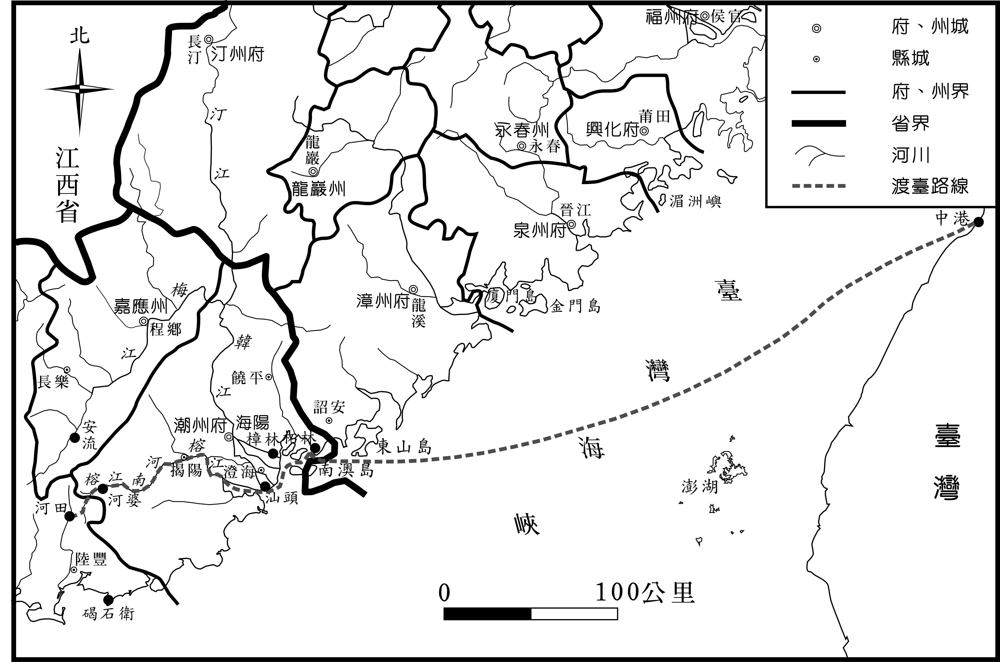 北
江西省
長汀
汀州府
汀
江
龍巖
龍巖州
福州府
侯官
永春州
永春
興化府
莆田
湄洲嶼
晉江
泉州府
漳州府
龍溪
廈門島
金門島
梅
嘉應州
程鄉
江
長樂
安流
韓
饒平
江
詔安
潮州府
海陽
樟林
柘林
東山島
榕
江
揭陽
河
南
江
榕
澄海
南澳島
汕頭
河婆
河田
陸豐
碣石衛
府、州城
縣城
府、州界
省界
河川
渡臺路線
中港
臺
灣
海
峽
澎湖
臺
灣
0
100公里